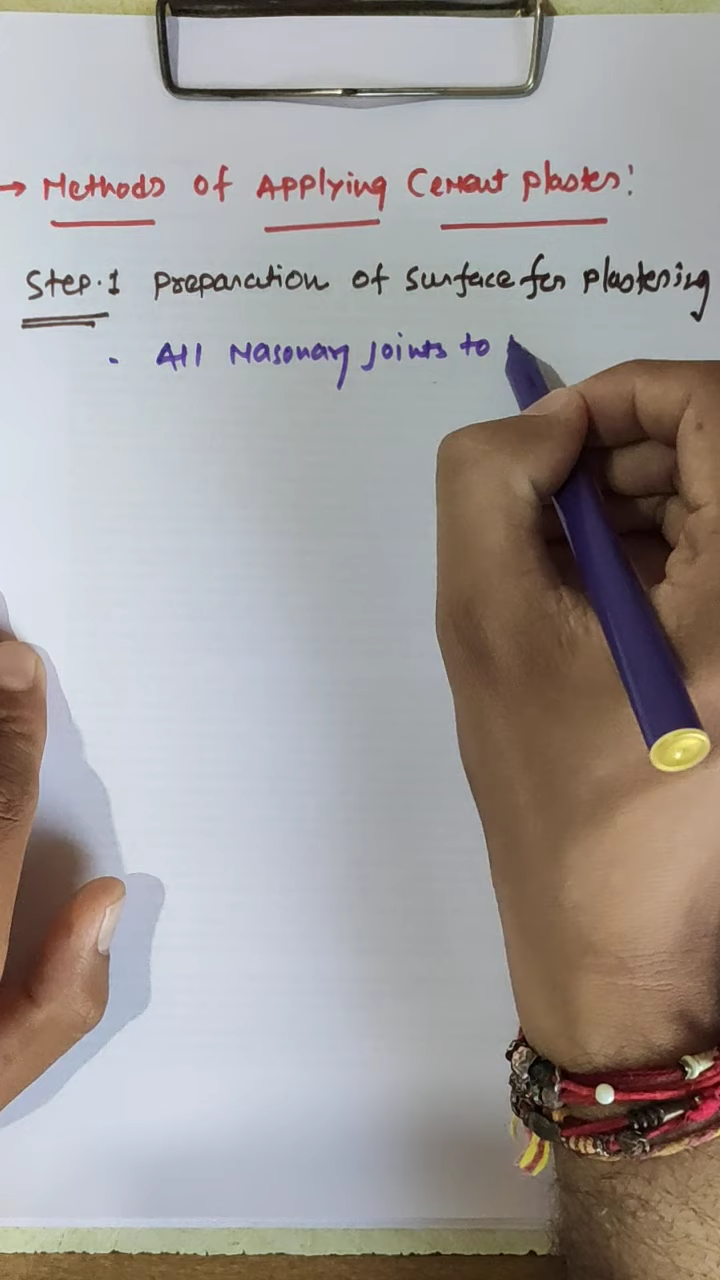 → Methods of Applying Cement plaster:
Step.1 preparation of surface for plastering
. All Masonary Joints to